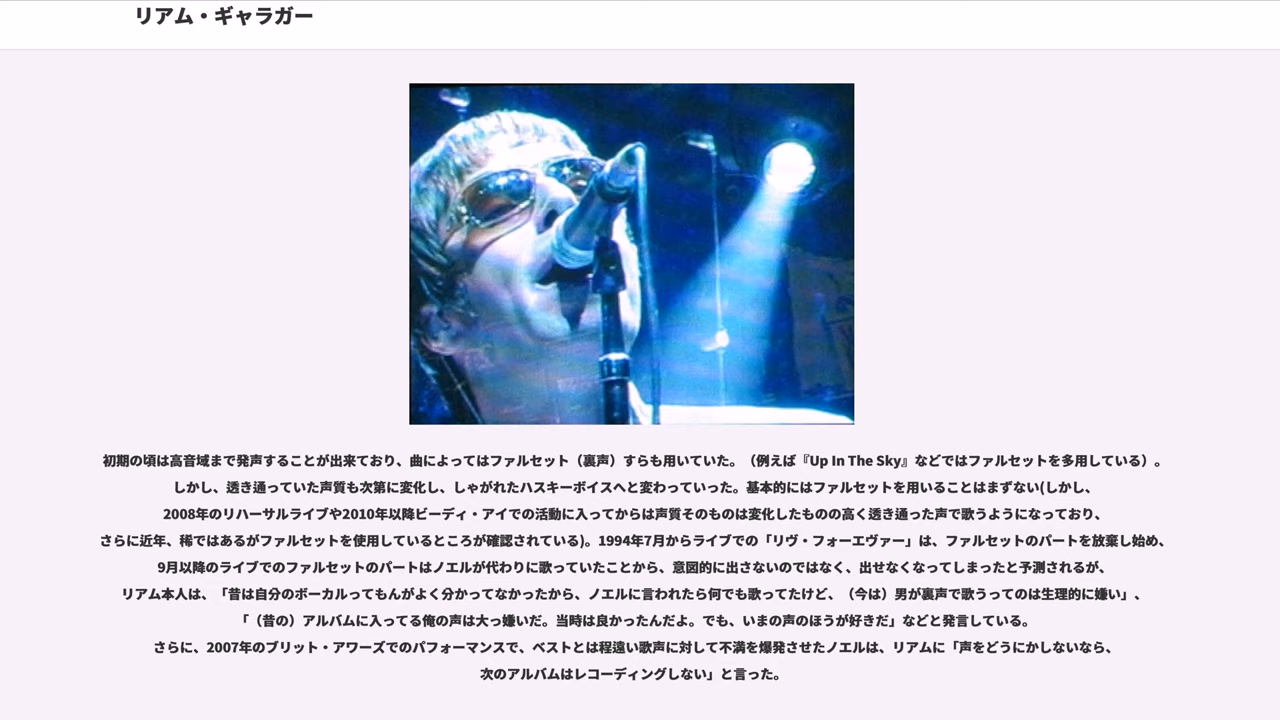 リアム・ギャラガー
初期の頃は高音域まで発声することが出来ており、曲によってはファルセット（裏声）すらも用いていた。（例えば『Up In The Sky』などではファルセットを多用している）。
しかし、透き通っていた声質も次第に変化し、しゃがれたハスキーボイスへと変わっていった。基本的にはファルセットを用いることはまずない(しかし、
2008年のリハーサルライブや2010年以降ビーディ・アイでの活動に入ってからは声質そのものは変化したものの高く透き通った声で歌うようになっており、
さらに近年、稀ではあるがファルセットを使用しているところが確認されている)。1994年7月からライブでの「リヴ・フォーエヴァー」は、ファルセットのパートを放棄し始め、
9月以降のライブでのファルセットのパートはノエルが代わりに歌っていたことから、意図的に出さないのではなく、出せなくなってしまったと予測されるが、
リアム本人は、「昔は自分のボーカルってもんがよく分かってなかったから、ノエルに言われたら何でも歌ってたけど、（今は）男が裏声で歌うってのは生理的に嫌い」、
「（昔の）アルバムに入ってる俺の声は大っ嫌いだ。当時は良かったんだよ。でも、いまの声のほうが好きだ」などと発言している。
さらに、2007年のブリット・アワーズでのパフォーマンスで、ベストとは程遠い歌声に対して不満を爆発させたノエルは、リアムに「声をどうにかしないなら、
次のアルバムはレコーディングしない」と言った。